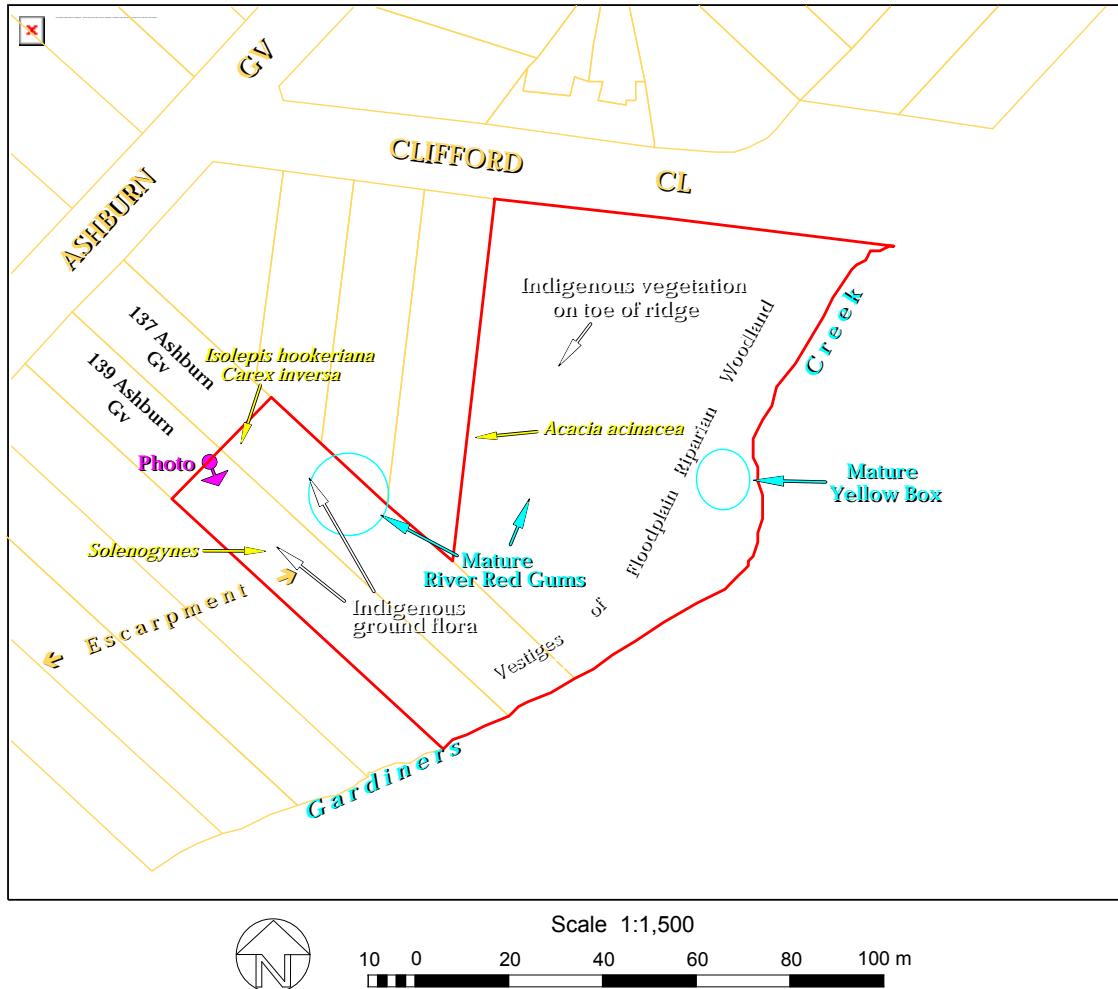 GV
ASHBURN
CLIFFORD
CL
Indigenous vegetation
on toe of ridge
Creek
137 Ashburn
Gv
139 Ashburn
Gv
Isolepis hookeriana
Carex inversa
Acacia acinacea
Photo
Mature
Yellow Box
Solenogynes
Mature
River Red Gums
Escarpment
Indigenous
ground flora
Vestiges of Floodplain Riparian Woodland
Gardiners
Scale 1:1,500
N
10 0 20 40 60 80 100 m